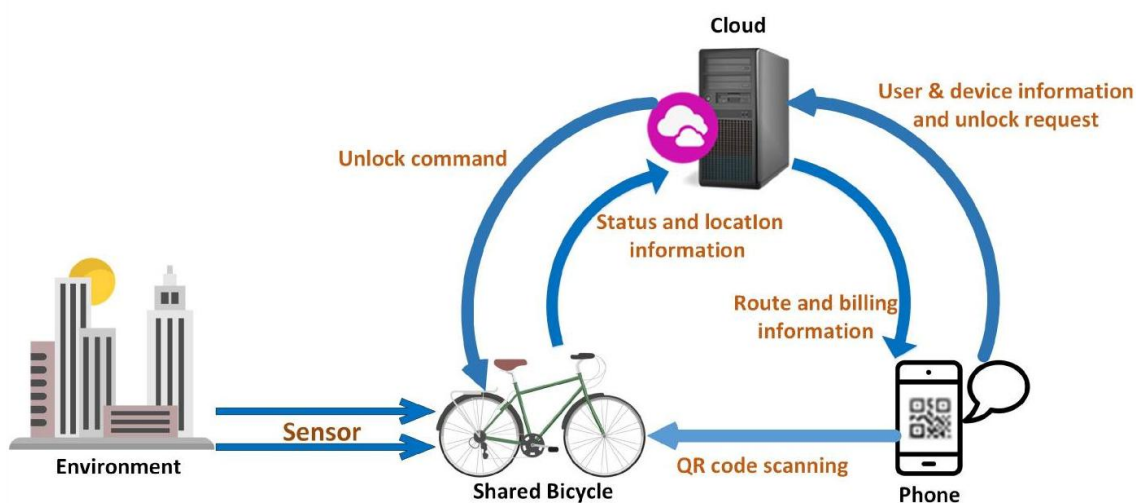 Cloud
User & device information
and unlock request
Unlock command
Status and location
information
Route and billing
information
Sensor
Environment
QR code scanning
Shared Bicycle
Phone